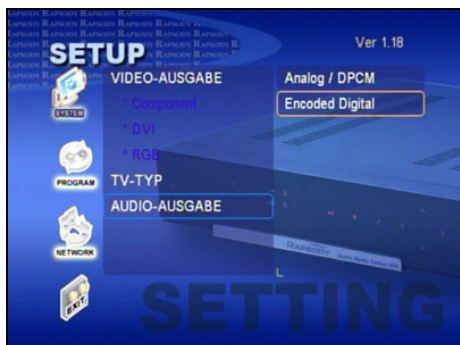 SETUP
Ver 1.18
VIDEO-AUSGABE
* Component
* DVI
* RGB
TV-TYP
AUDIO-AUSGABE
Analog / DPCM
Encoded Digital
SYSTEM
PROGRAM
NETWORK
EXIT
RAPSODY
SETTING